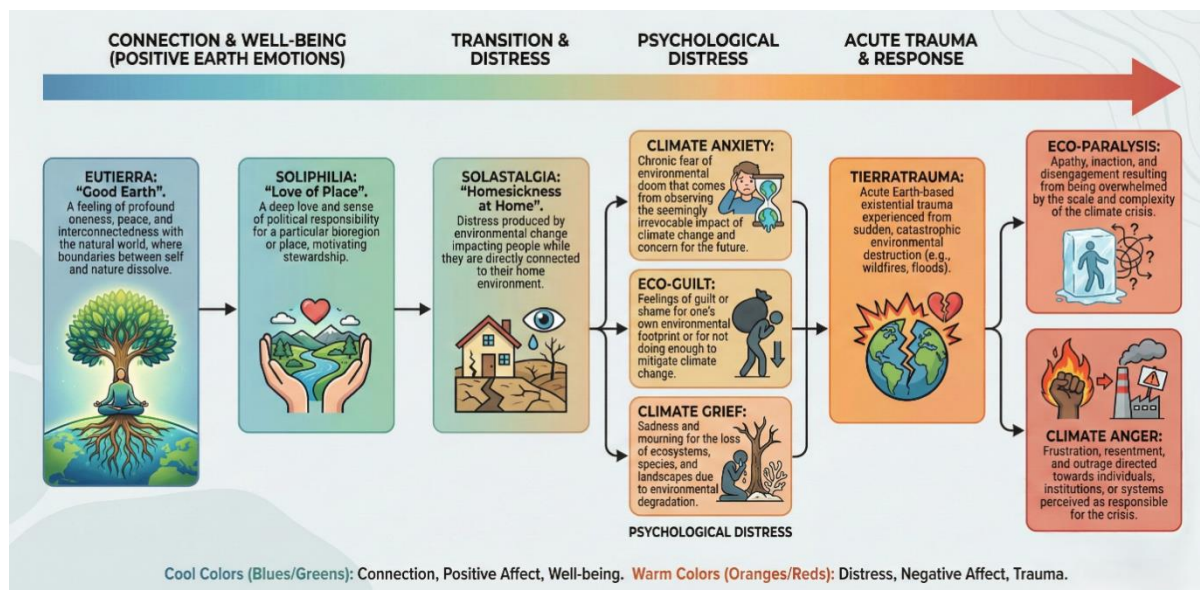 CONNECTION & WELL-BEING
(POSITIVE EARTH EMOTIONS)
TRANSITION &
DISTRESS
PSYCHOLOGICAL
DISTRESS
ACUTE TRAUMA
& RESPONSE
EUTIERRA:
“Good Earth”.
A feeling of profound
oneness, peace, and
interconnectedness with
the natural world, where
boundaries between self
and nature dissolve.
SOLIPHILIA:
“Love of Place”.
A deep love and sense
of political responsibility
for a particular bioregion
or place, motivating
stewardship.
SOLASTALGIA:
“Homesickness
at Home”.
Distress produced by
environmental change
impacting people while
they are directly connected
to their home
environment.
CLIMATE ANXIETY:
Chronic fear of
environmental
doom that comes
from observing
the seemingly
irrevocable impact of
climate change and
concern for the future.
ECO-GUILT:
Feelings of guilt or
shame for one’s own
environmental
footprint or for not
doing enough to
mitigate climate
change.
CLIMATE GRIEF:
Sadness and
mourning for the loss
of ecosystems,
species, and
landscapes due
to environmental
degradation.
PSYCHOLOGICAL DISTRESS
TIERRATRAUMA:
Acute Earth-based
existential trauma
experienced from
sudden, catastrophic
environmental
destruction (e.g.,
wildfires, floods).
ECO-PARALYSIS:
Apathy, inaction, and
disengagement resulting
from being overwhelmed
by the scale and complexity
of the climate crisis.
?
?
?
!
CLIMATE ANGER:
Frustration, resentment,
and outrage directed
towards individuals,
institutions, or systems
perceived as responsible
for the crisis.
Cool Colors (Blues/Greens): Connection, Positive Affect, Well-being. Warm Colors (Oranges/Reds): Distress, Negative Affect, Trauma.